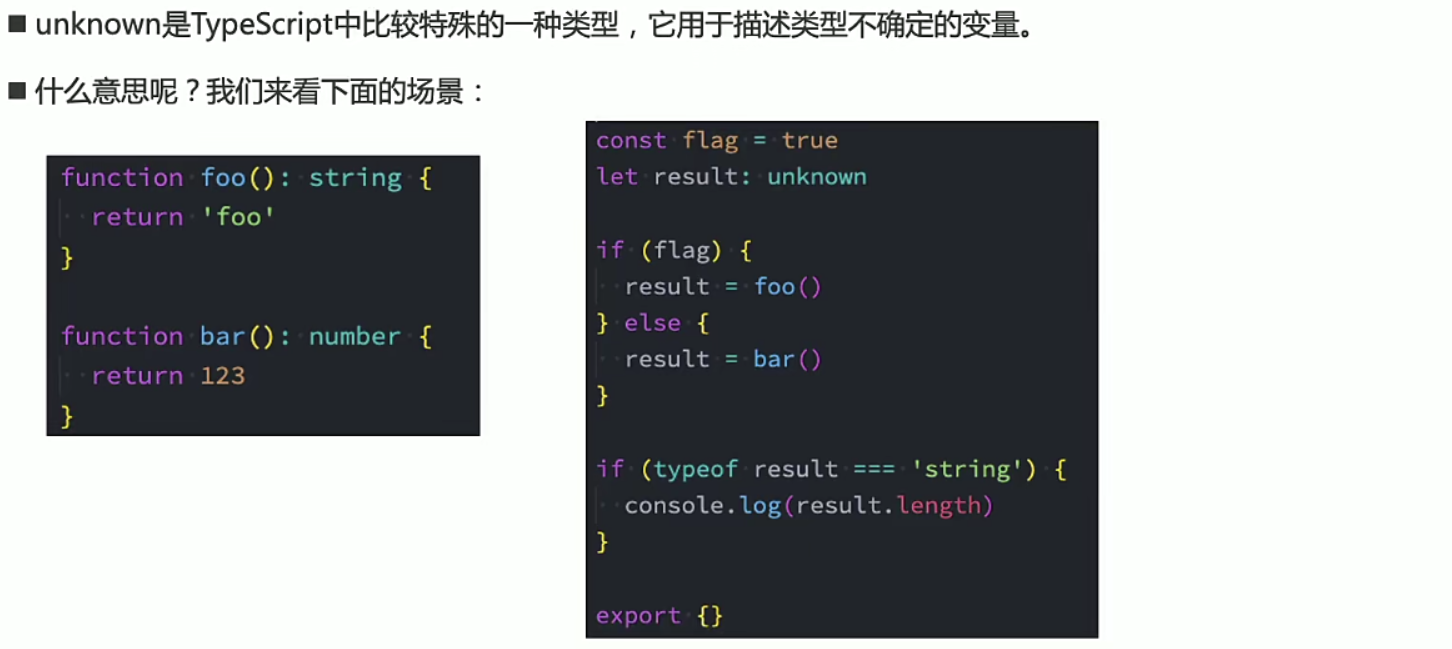 ■ unknown是TypeScript中比较特殊的一种类型，它用于描述类型不确定的变量。
■ 什么意思呢？我们来看下面的场景：
function foo(): string {
  return 'foo'
}

function bar(): number {
  return 123
}
const flag = true
let result: unknown

if (flag) {
  result = foo()
} else {
  result = bar()
}

if (typeof result === 'string') {
  console.log(result.length)
}

export {}